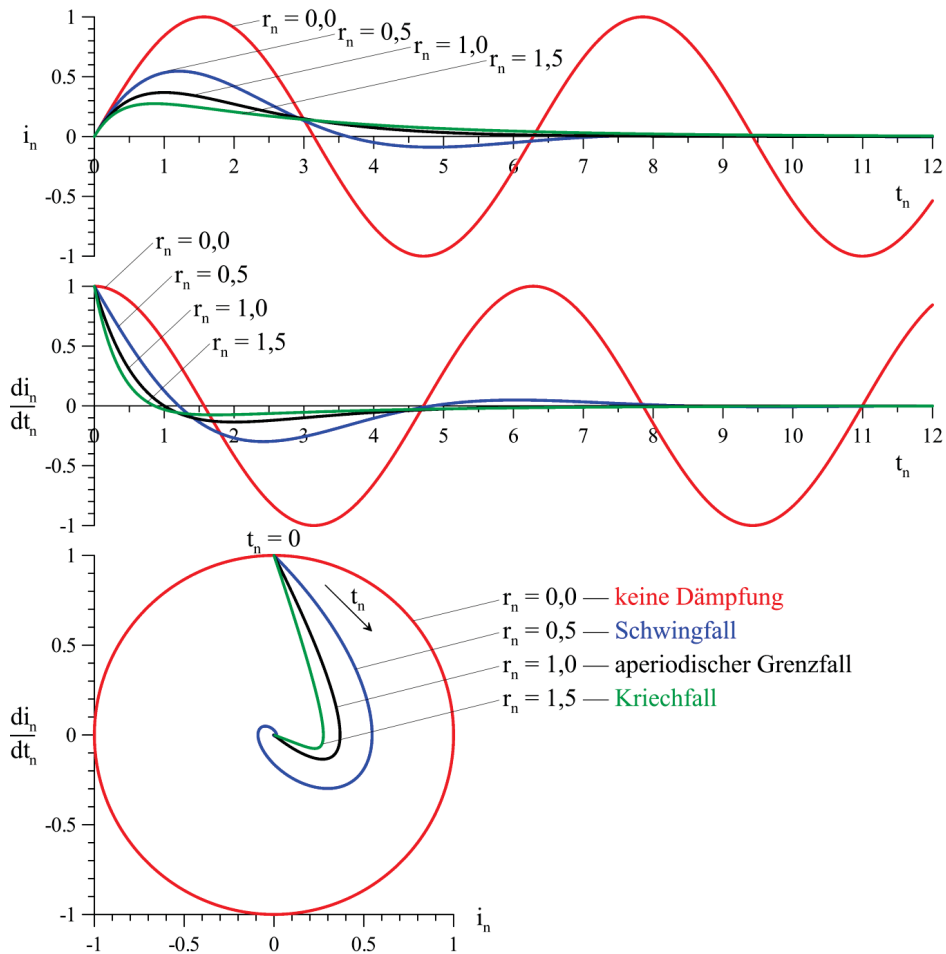 1
0.5
0
-0.5
-1
i_n
r_n = 0,0
r_n = 0,5
r_n = 1,0
r_n = 1,5
0 1 2 3 4 5 6 7 8 9 10 11 12
t_n
1
0.5
0
-0.5
-1
di_n
dt_n
r_n = 0,0
r_n = 0,5
r_n = 1,0
r_n = 1,5
0 1 2 3 4 5 6 7 8 9 10 11 12
t_n
t_n = 0
1
0.5
0
-0.5
-1
di_n
dt_n
t_n
r_n = 0,0 — keine Dämpfung
r_n = 0,5 — Schwingfall
r_n = 1,0 — aperiodischer Grenzfall
r_n = 1,5 — Kriechfall
-1 -0.5 0 0.5 1
i_n